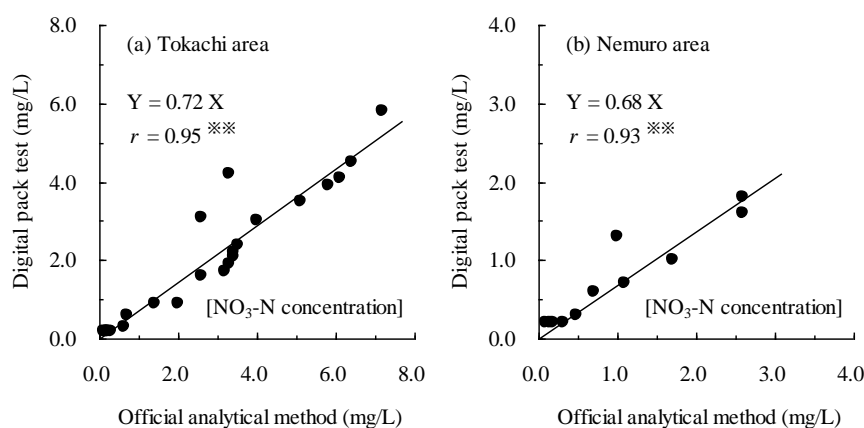 (a) Tokachi area
Y = 0.72 X
r = 0.95 ※※
[NO₃-N concentration]
Digital pack test (mg/L)
8.0
6.0
4.0
2.0
0.0
0.0 2.0 4.0 6.0 8.0
Official analytical method (mg/L)
(b) Nemuro area
Y = 0.68 X
r = 0.93 ※※
[NO₃-N concentration]
Digital pack test (mg/L)
4.0
3.0
2.0
1.0
0.0
0.0 1.0 2.0 3.0 4.0
Official analytical method (mg/L)